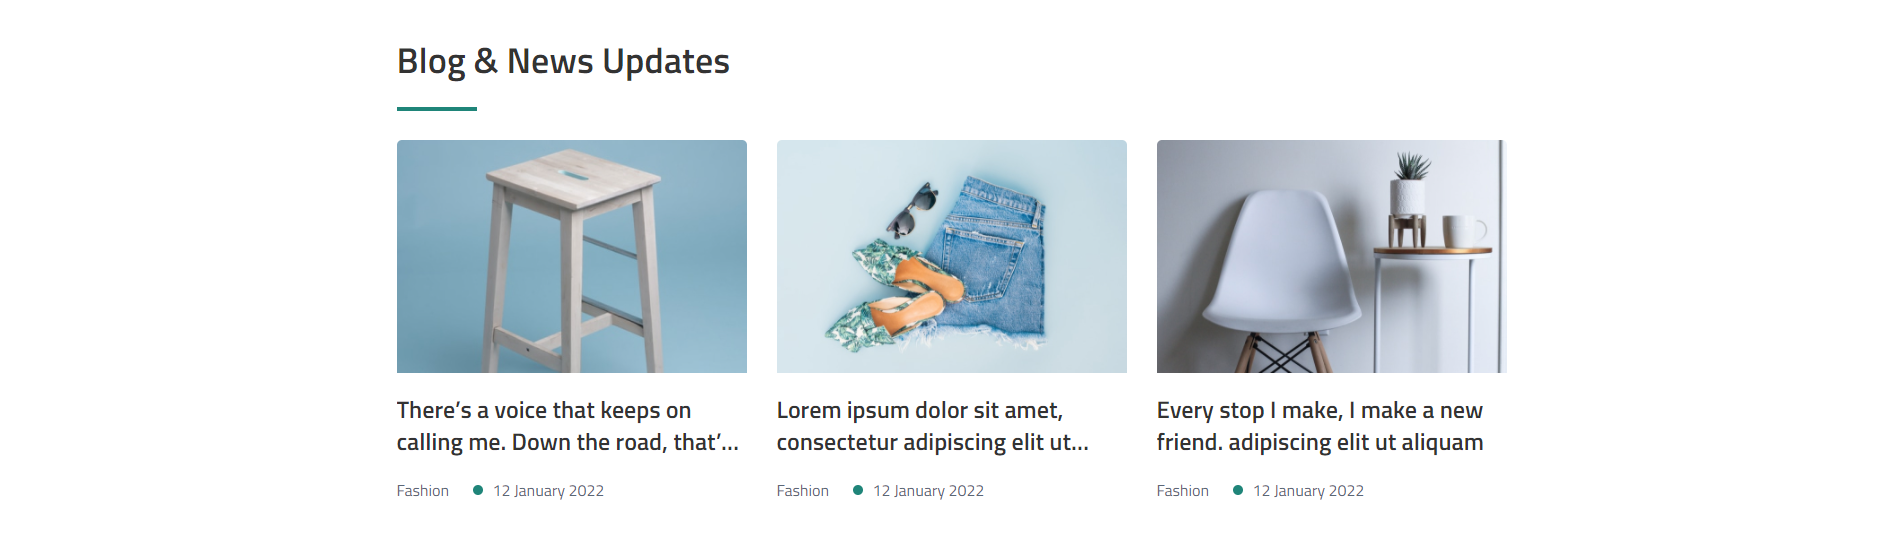 Blog & News Updates
There’s a voice that keeps on
calling me. Down the road, that’...
Fashion
12 January 2022
Lorem ipsum dolor sit amet,
consectetur adipiscing elit ut...
Fashion
12 January 2022
Every stop I make, I make a new
friend. adipiscing elit ut aliquam
Fashion
12 January 2022